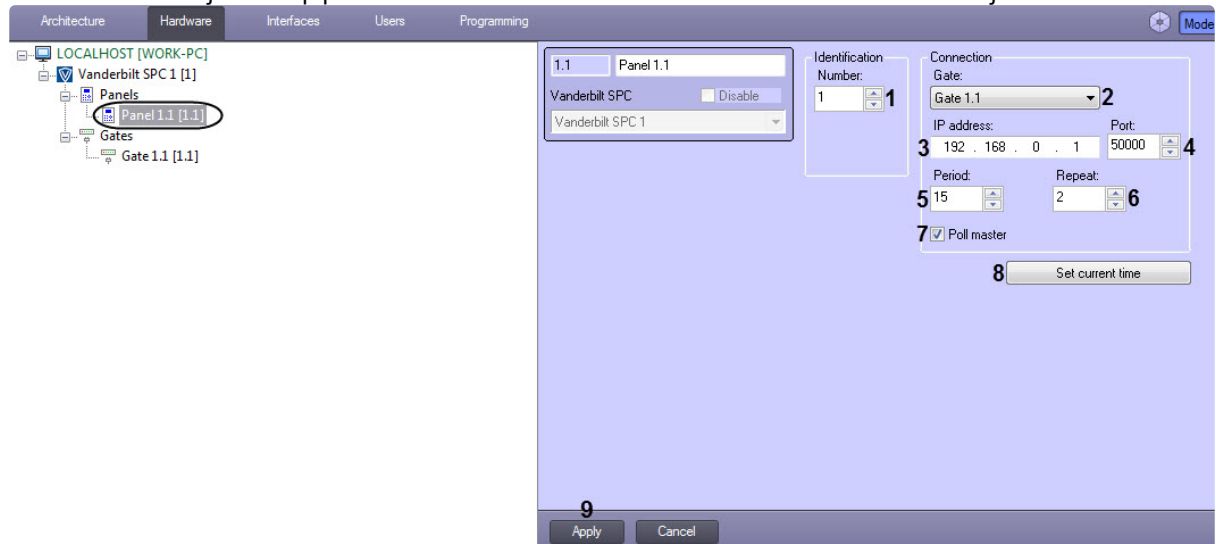 Architecture Hardware Interfaces Users Programming Mode
LOCALHOST [WORK-PC]
Vanderbilt SPC 1 [1]
Panels
Panel 1.1 [1.1]
Gates
Gate 1.1 [1.1]
1.1 Panel 1.1
Vanderbilt SPC Disable
Vanderbilt SPC 1
Identification
Number:
1 1
Connection
Gate:
Gate 1.1 2
IP address: Port:
3 192 . 168 . 0 . 1 50000 4
Period: Repeat:
5 15 2 6
7 Poll master
8 Set current time
9
Apply Cancel